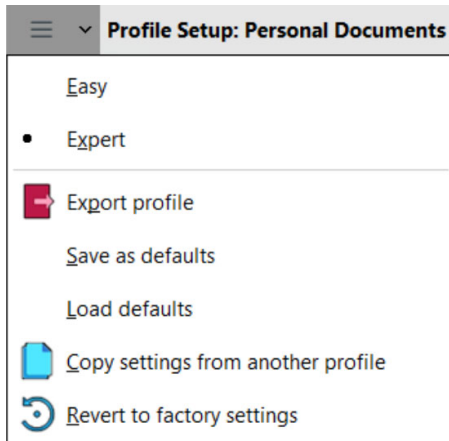 Profile Setup: Personal Documents
Easy
Expert
Export profile
Save as defaults
Load defaults
Copy settings from another profile
Revert to factory settings